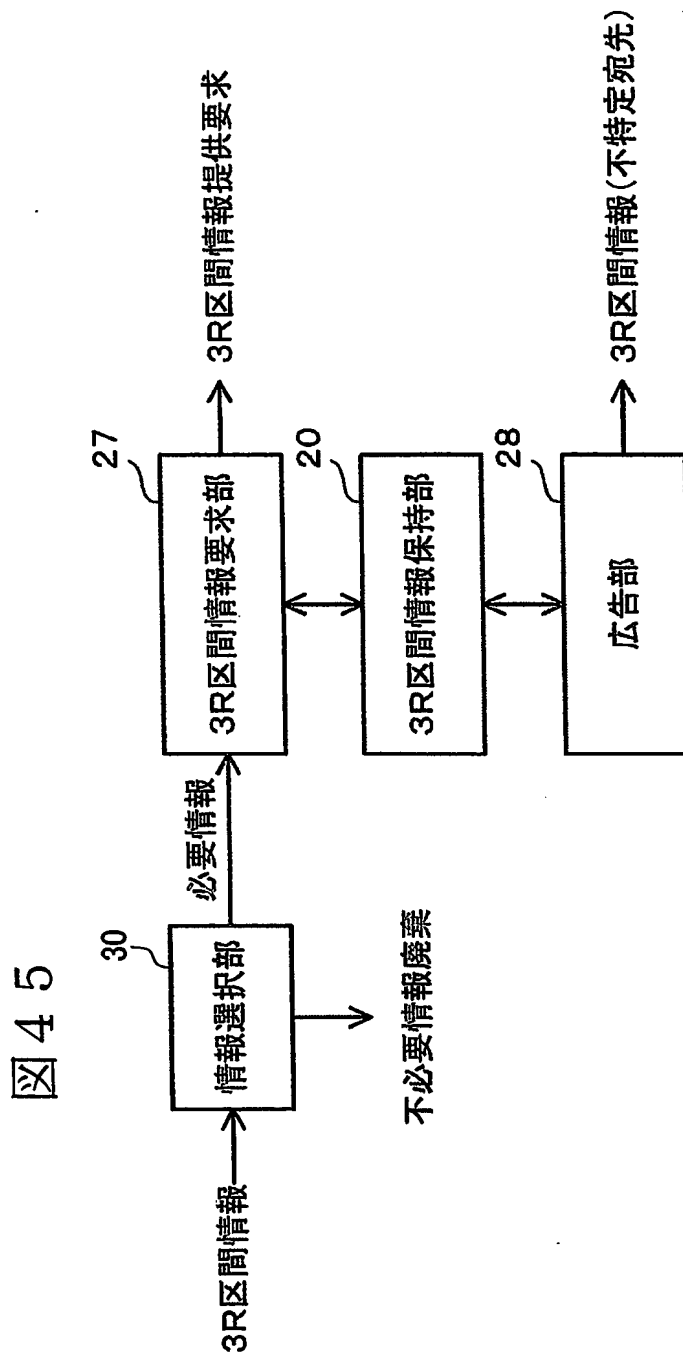 図45
3R区間情報
30
情報選択部
不必要情報廃棄
必要情報
27
3R区間情報要求部
3R区間情報提供要求
20
3R区間情報保持部
28
広告部
3R区間情報(不特定宛先)